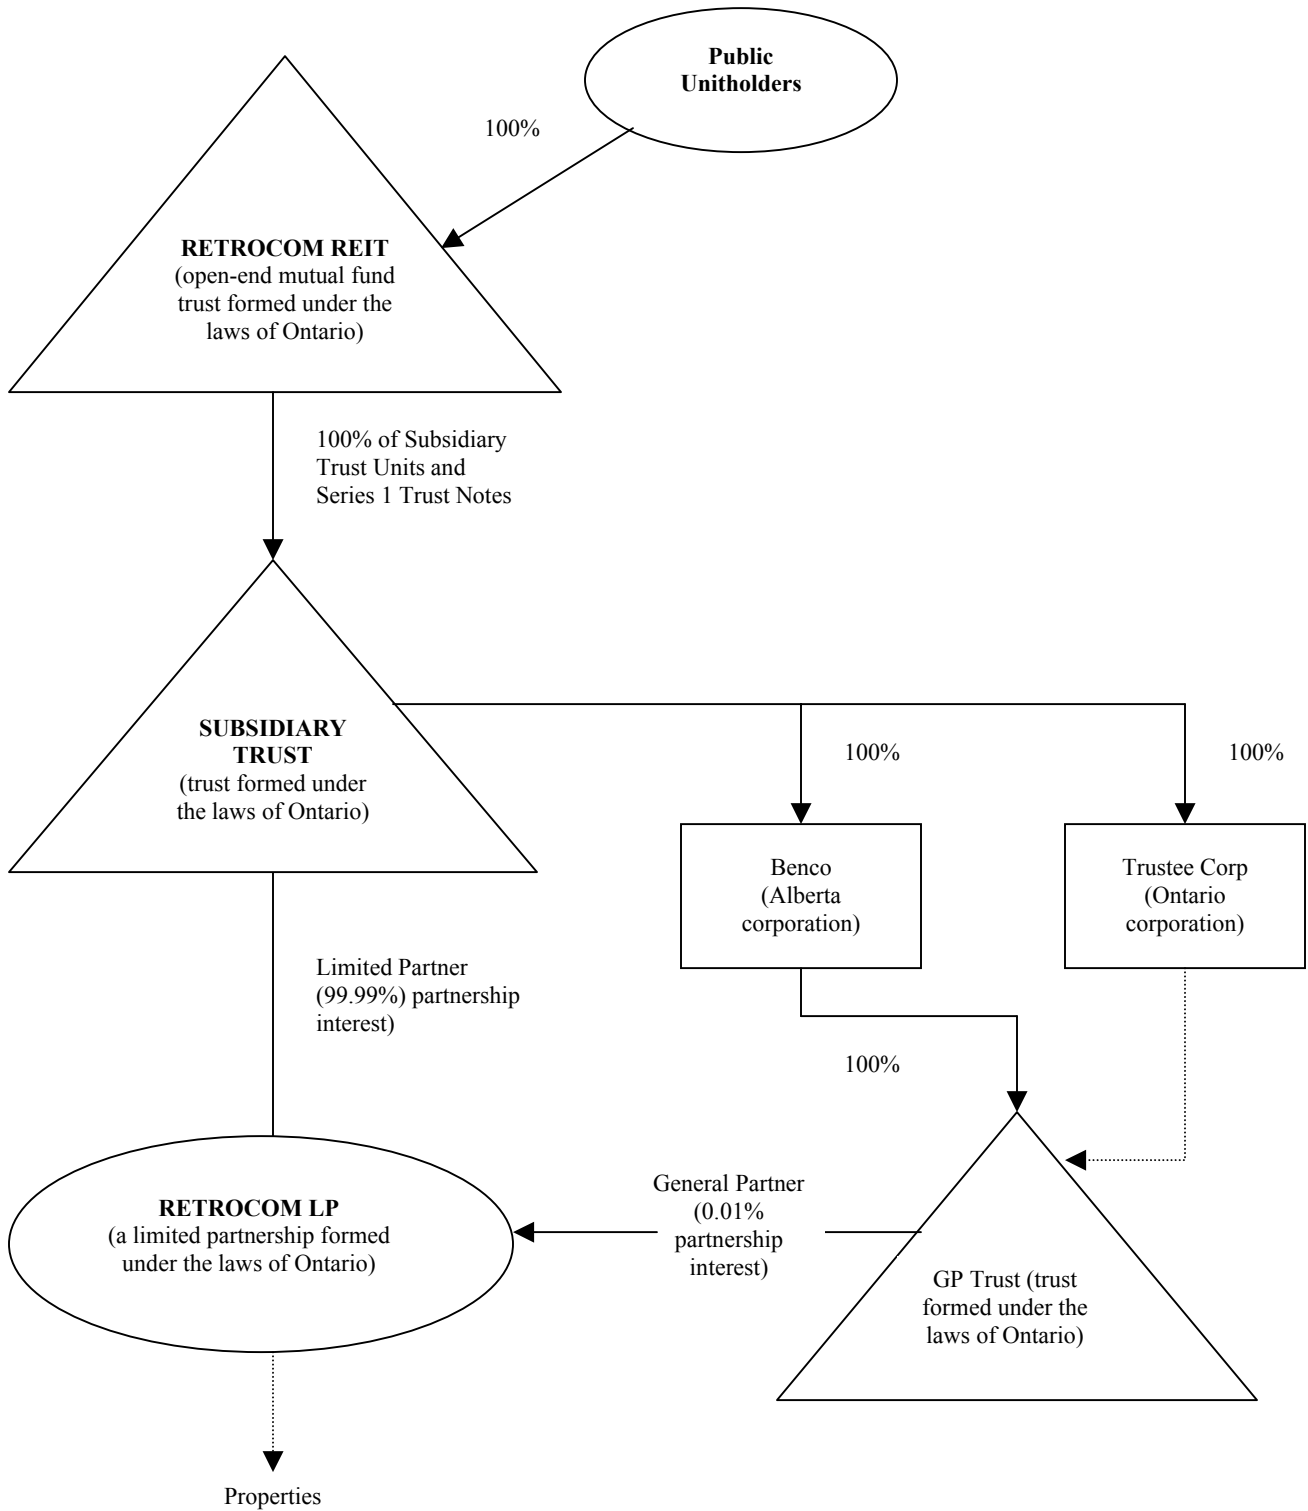 Public
Unitholders
100%
RETROCOM REIT
(open-end mutual fund
trust formed under the
laws of Ontario)
100% of Subsidiary
Trust Units and
Series 1 Trust Notes
SUBSIDIARY
TRUST
(trust formed under
the laws of Ontario)
100%
100%
Benco
(Alberta
corporation)
Trustee Corp
(Ontario
corporation)
Limited Partner
(99.99%) partnership
interest)
100%
RETROCOM LP
(a limited partnership formed
under the laws of Ontario)
General Partner
(0.01%
partnership
interest)
GP Trust (trust
formed under the
laws of Ontario)
Properties